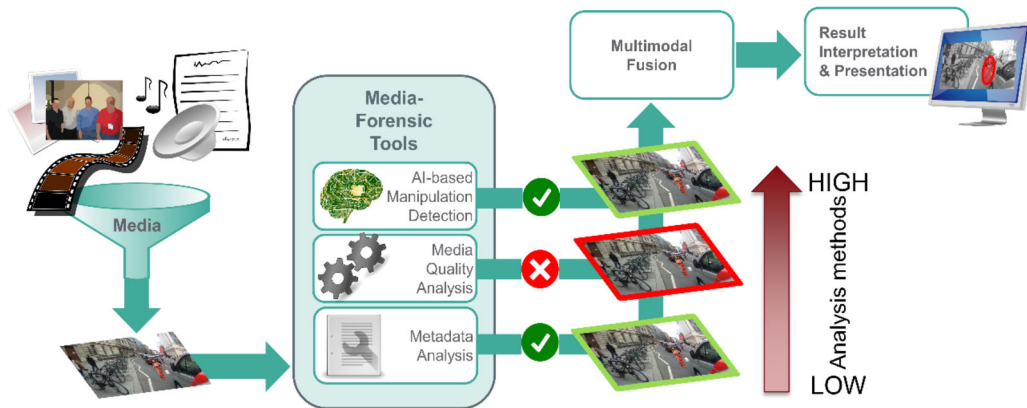 Media
Media-
Forensic
Tools
AI-based
Manipulation
Detection
Media
Quality
Analysis
Metadata
Analysis
Multimodal
Fusion
Result
Interpretation
& Presentation
HIGH
Analysis methods
LOW